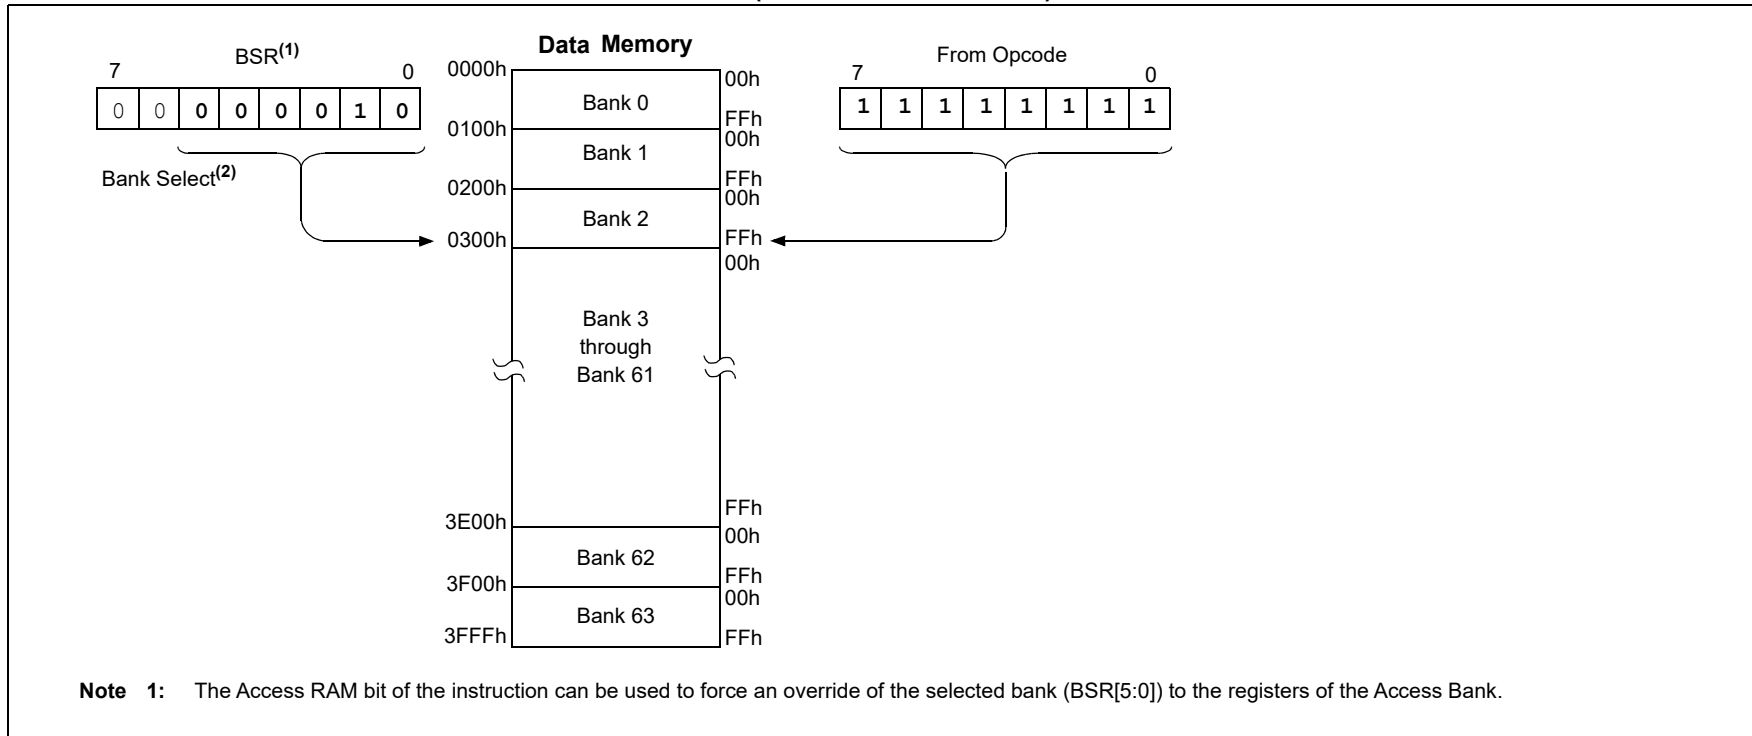 Data Memory
BSR(1)
7 0
0 0 0 0 0 0 1 0
Bank Select(2)
From Opcode
7 0
1 1 1 1 1 1 1 1
0000h
00h
Bank 0
FFh
0100h
00h
Bank 1
FFh
0200h
00h
Bank 2
FFh
0300h
00h
Bank 3
through
Bank 61
FFh
3E00h
00h
Bank 62
FFh
3F00h
00h
Bank 63
3FFFh
FFh
Note 1: The Access RAM bit of the instruction can be used to force an override of the selected bank (BSR[5:0]) to the registers of the Access Bank.